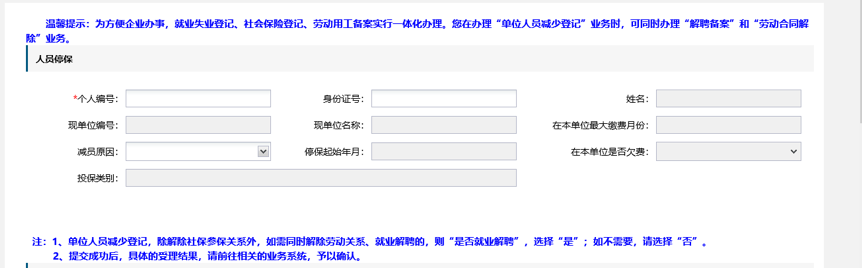 温馨提示：为方便企业办事，就业失业登记、社会保险登记、劳动用工备案实行一体化办理。您在办理“单位人员减少登记”业务时，可同时办理“解聘备案”和“劳动合同解
除”业务。
人员停保
*个人编号： 身份证号： 姓名：
现单位编号： 现单位名称： 在本单位最大缴费月份：
减员原因： 停保起始年月： 在本单位是否欠费：
投保类别：
注：1、单位人员减少登记，除解除社保参保关系外，如需同时解除劳动关系、就业解聘的，则“是否就业解聘”，选择“是”；如不需要，请选择“否”。
2、提交成功后，具体的受理结果，请前往相关的业务系统，予以确认。